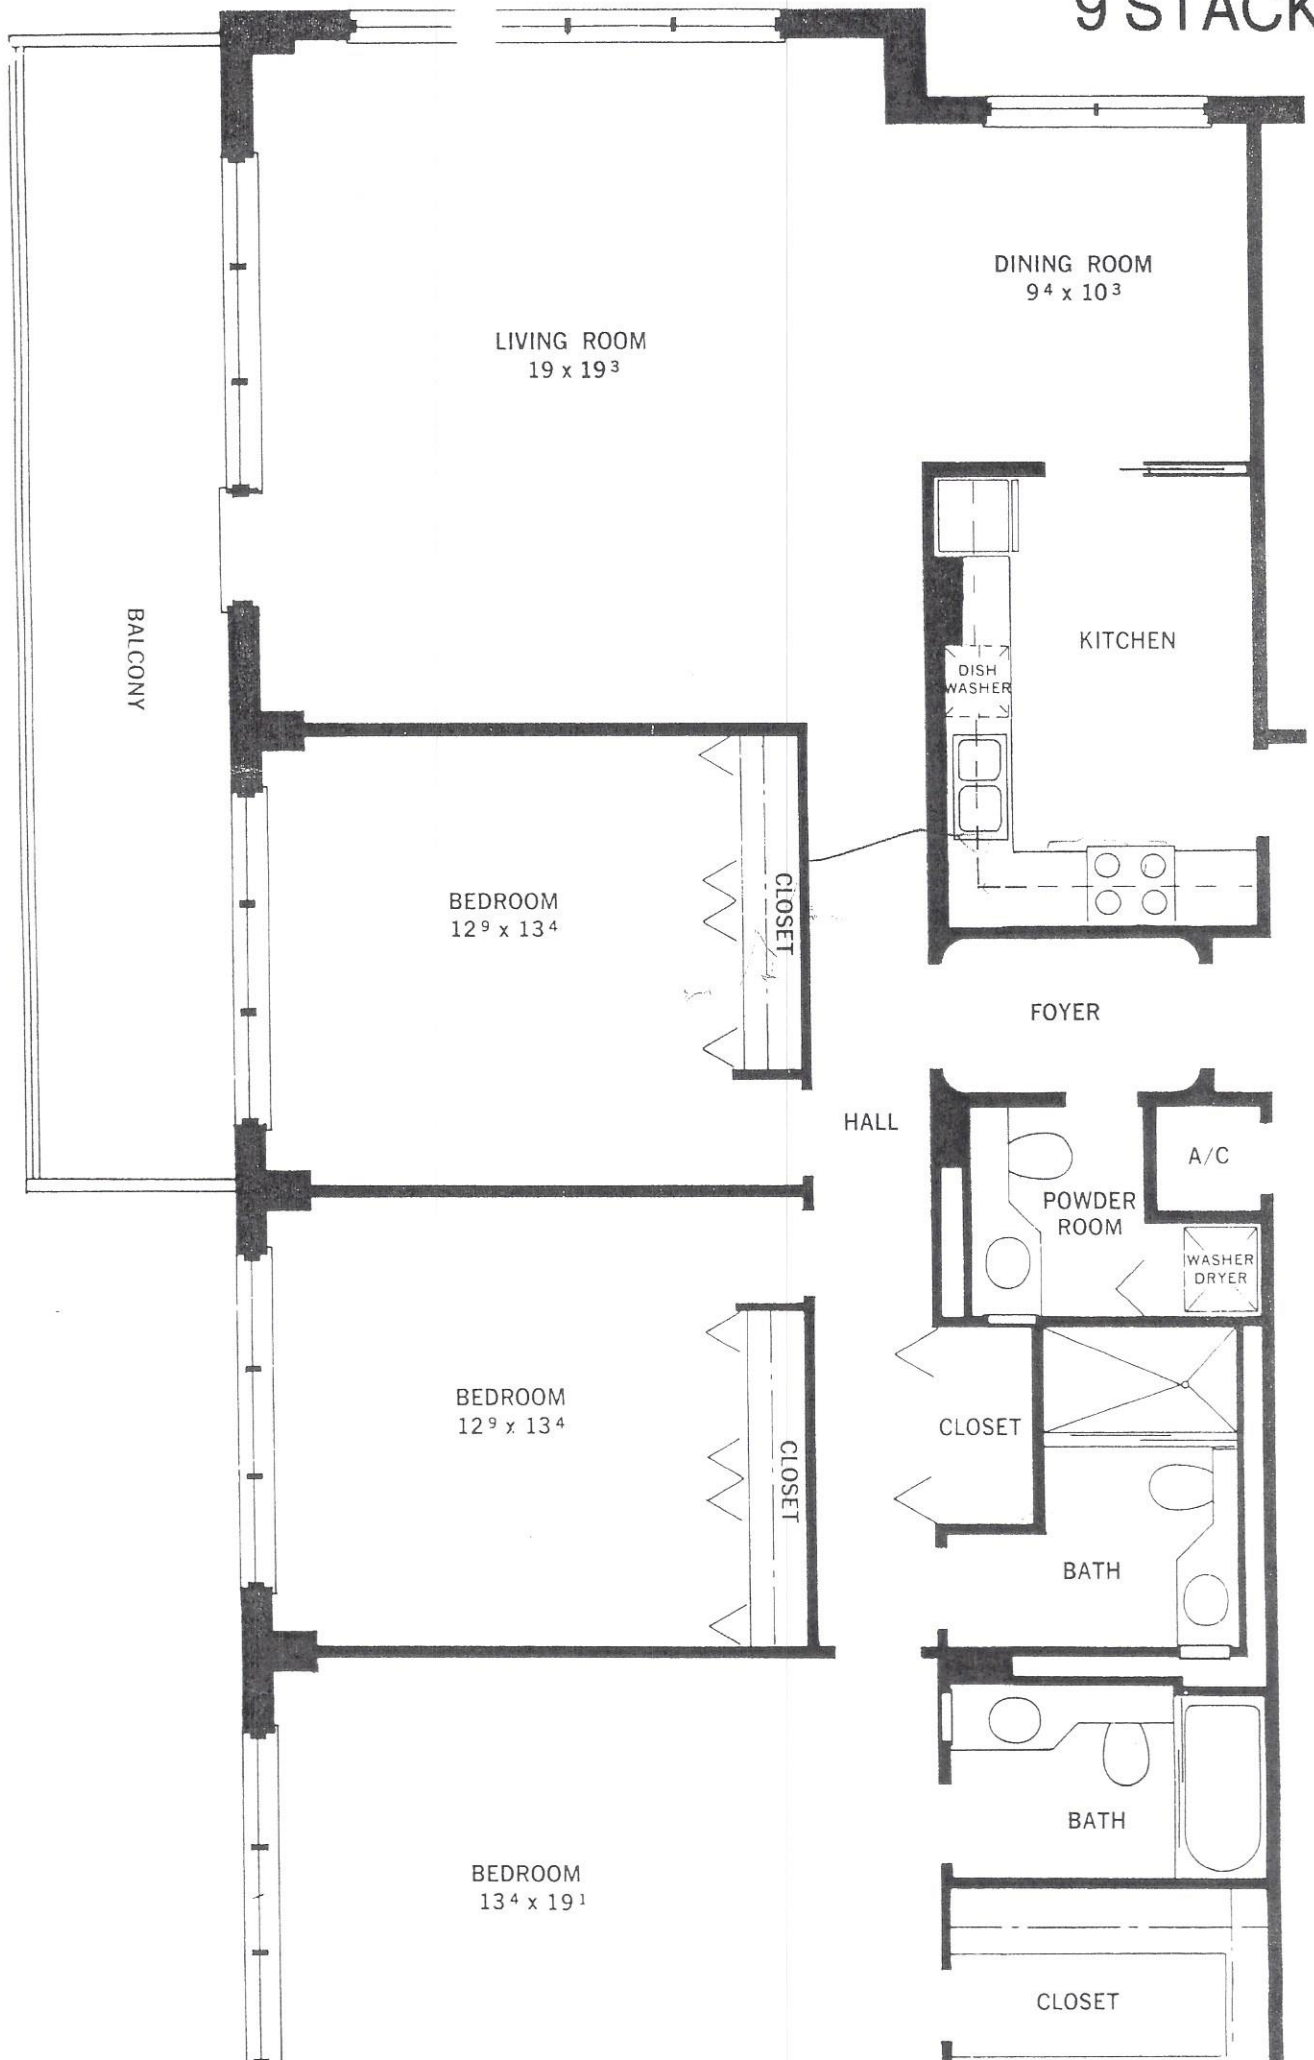 9 STACK
DINING ROOM
9⁴ x 10³
LIVING ROOM
19 x 19³
BALCONY
KITCHEN
DISH
WASHER
BEDROOM
12⁹ x 13⁴
CLOSET
FOYER
HALL
A/C
POWDER
ROOM
WASHER
DRYER
BEDROOM
12⁹ x 13⁴
CLOSET
CLOSET
BATH
BATH
BEDROOM
13⁴ x 19¹
CLOSET